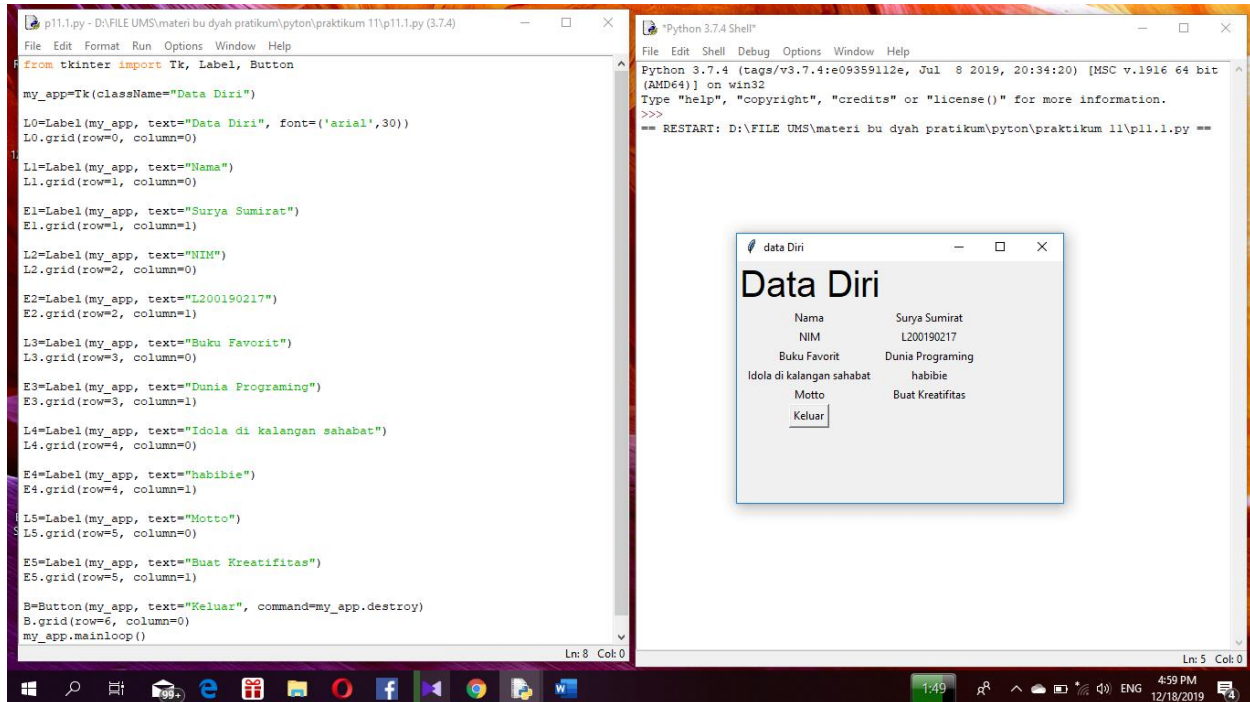 p11.1.py - D:\FILE UMS\materi bu dyah pratikum\pyton\praktikum 11\p11.1.py (3.7.4)
File Edit Format Run Options Window Help
from tkinter import Tk, Label, Button
my_app=Tk(className="Data Diri")
L0=Label(my_app, text="Data Diri", font=('arial',30))
L0.grid(row=0, column=0)
L1=Label(my_app, text="Nama")
L1.grid(row=1, column=0)
E1=Label(my_app, text="Surya Sumirat")
E1.grid(row=1, column=1)
L2=Label(my_app, text="NIM")
L2.grid(row=2, column=0)
E2=Label(my_app, text="L200190217")
E2.grid(row=2, column=1)
L3=Label(my_app, text="Buku Favorit")
L3.grid(row=3, column=0)
E3=Label(my_app, text="Dunia Programing")
E3.grid(row=3, column=1)
L4=Label(my_app, text="Idola di kalangan sahabat")
L4.grid(row=4, column=0)
E4=Label(my_app, text="habibie")
E4.grid(row=4, column=1)
L5=Label(my_app, text="Motto")
L5.grid(row=5, column=0)
E5=Label(my_app, text="Buat Kreatifitas")
E5.grid(row=5, column=1)
B=Button(my_app, text="Keluar", command=my_app.destroy)
B.grid(row=6, column=0)
my_app.mainloop()
Ln: 8 Col: 0
*Python 3.7.4 Shell*
File Edit Shell Debug Options Window Help
Python 3.7.4 (tags/v3.7.4:e09359112e, Jul  8 2019, 20:34:20) [MSC v.1916 64 bit
(AMD64)] on win32
Type "help", "copyright", "credits" or "license()" for more information.
>>>
== RESTART: D:\FILE UMS\materi bu dyah pratikum\pyton\praktikum 11\p11.1.py ==
data Diri
Data Diri
Nama Surya Sumirat
NIM L200190217
Buku Favorit Dunia Programing
Idola di kalangan sahabat habibie
Motto Buat Kreatifitas
Keluar
Ln: 5 Col: 0
99+
1:49
ENG
4:59 PM
12/18/2019
4